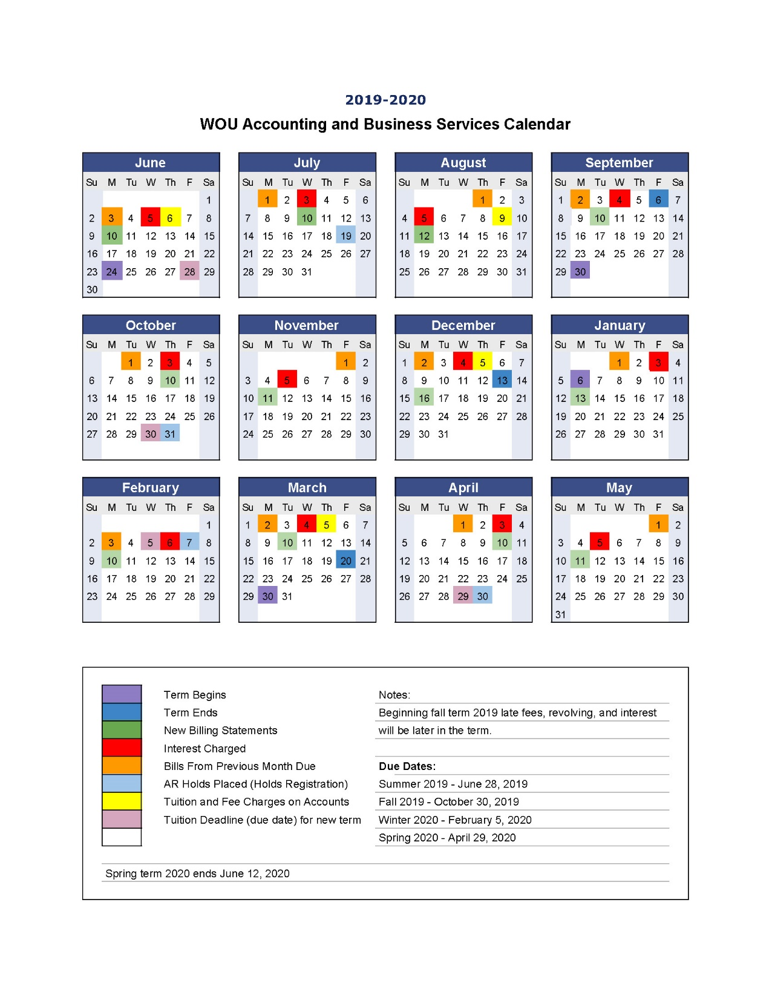 2019-2020
WOU Accounting and Business Services Calendar
June
Su M Tu W Th F Sa
1
2 3 4 5 6 7 8
9 10 11 12 13 14 15
16 17 18 19 20 21 22
23 24 25 26 27 28 29
30
July
Su M Tu W Th F Sa
1 2 3 4 5 6
7 8 9 10 11 12 13
14 15 16 17 18 19 20
21 22 23 24 25 26 27
28 29 30 31
August
Su M Tu W Th F Sa
1 2 3
4 5 6 7 8 9 10
11 12 13 14 15 16 17
18 19 20 21 22 23 24
25 26 27 28 29 30 31
September
Su M Tu W Th F Sa
1 2 3 4 5 6 7
8 9 10 11 12 13 14
15 16 17 18 19 20 21
22 23 24 25 26 27 28
29 30
October
Su M Tu W Th F Sa
1 2 3 4 5
6 7 8 9 10 11 12
13 14 15 16 17 18 19
20 21 22 23 24 25 26
27 28 29 30 31
November
Su M Tu W Th F Sa
1 2
3 4 5 6 7 8 9
10 11 12 13 14 15 16
17 18 19 20 21 22 23
24 25 26 27 28 29 30
December
Su M Tu W Th F Sa
1 2 3 4 5 6 7
8 9 10 11 12 13 14
15 16 17 18 19 20 21
22 23 24 25 26 27 28
29 30 31
January
Su M Tu W Th F Sa
1 2 3 4
5 6 7 8 9 10 11
12 13 14 15 16 17 18
19 20 21 22 23 24 25
26 27 28 29 30 31
February
Su M Tu W Th F Sa
1
2 3 4 5 6 7 8
9 10 11 12 13 14 15
16 17 18 19 20 21 22
23 24 25 26 27 28 29
March
Su M Tu W Th F Sa
1 2 3 4 5 6 7
8 9 10 11 12 13 14
15 16 17 18 19 20 21
22 23 24 25 26 27 28
29 30 31
April
Su M Tu W Th F Sa
1 2 3 4
5 6 7 8 9 10 11
12 13 14 15 16 17 18
19 20 21 22 23 24 25
26 27 28 29 30
May
Su M Tu W Th F Sa
1 2
3 4 5 6 7 8 9
10 11 12 13 14 15 16
17 18 19 20 21 22 23
24 25 26 27 28 29 30
31
Term Begins
Term Ends
New Billing Statements
Interest Charged
Bills From Previous Month Due
AR Holds Placed (Holds Registration)
Tuition and Fee Charges on Accounts
Tuition Deadline (due date) for new term
Notes:
Beginning fall term 2019 late fees, revolving, and interest
will be later in the term.
Due Dates:
Summer 2019 - June 28, 2019
Fall 2019 - October 30, 2019
Winter 2020 - February 5, 2020
Spring 2020 - April 29, 2020
Spring term 2020 ends June 12, 2020